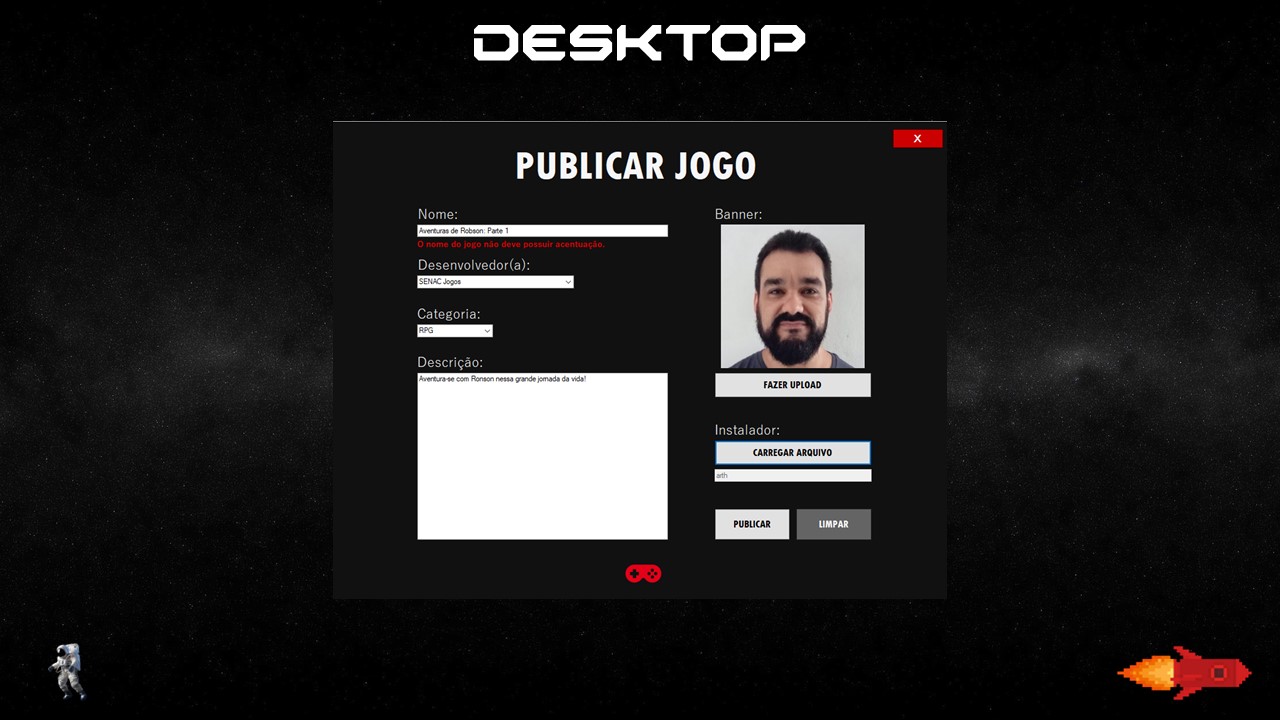 DESKTOP
X
PUBLICAR JOGO
Nome:
Aventuras de Robson: Parte 1
O nome do jogo não deve possuir acentuação.
Desenvolvedor(a):
SENAC Jogos
Categoria:
RPG
Descrição:
Aventura-se com Ronson nessa grande jornada da vida!
Banner:
FAZER UPLOAD
Instalador:
CARREGAR ARQUIVO
PUBLICAR
LIMPAR